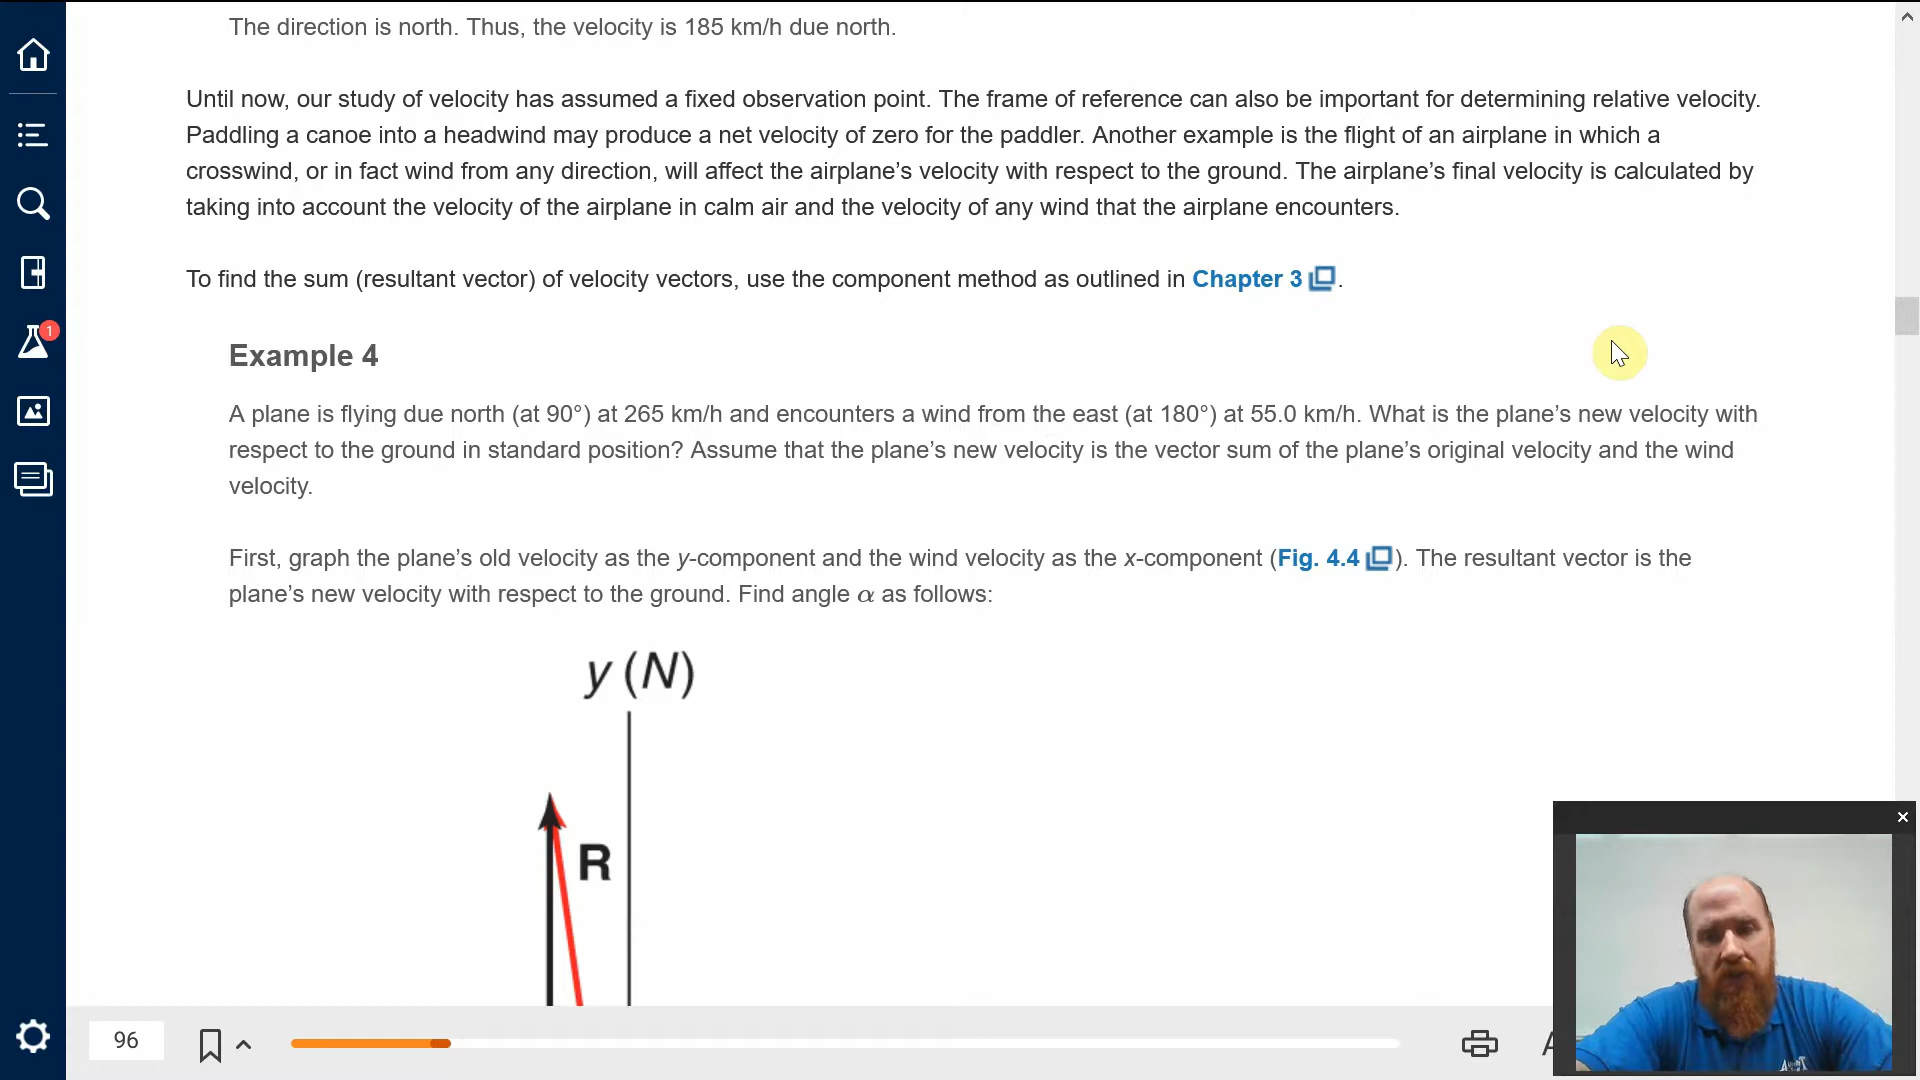 The direction is north. Thus, the velocity is 185 km/h due north.
Until now, our study of velocity has assumed a fixed observation point. The frame of reference can also be important for determining relative velocity.
Paddling a canoe into a headwind may produce a net velocity of zero for the paddler. Another example is the flight of an airplane in which a
crosswind, or in fact wind from any direction, will affect the airplane’s velocity with respect to the ground. The airplane’s final velocity is calculated by
taking into account the velocity of the airplane in calm air and the velocity of any wind that the airplane encounters.
To find the sum (resultant vector) of velocity vectors, use the component method as outlined in Chapter 3.
1
Example 4
A plane is flying due north (at 90°) at 265 km/h and encounters a wind from the east (at 180°) at 55.0 km/h. What is the plane’s new velocity with
respect to the ground in standard position? Assume that the plane’s new velocity is the vector sum of the plane’s original velocity and the wind
velocity.
First, graph the plane’s old velocity as the y-component and the wind velocity as the x-component (Fig. 4.4). The resultant vector is the
plane’s new velocity with respect to the ground. Find angle α as follows:
y (N)
R
96